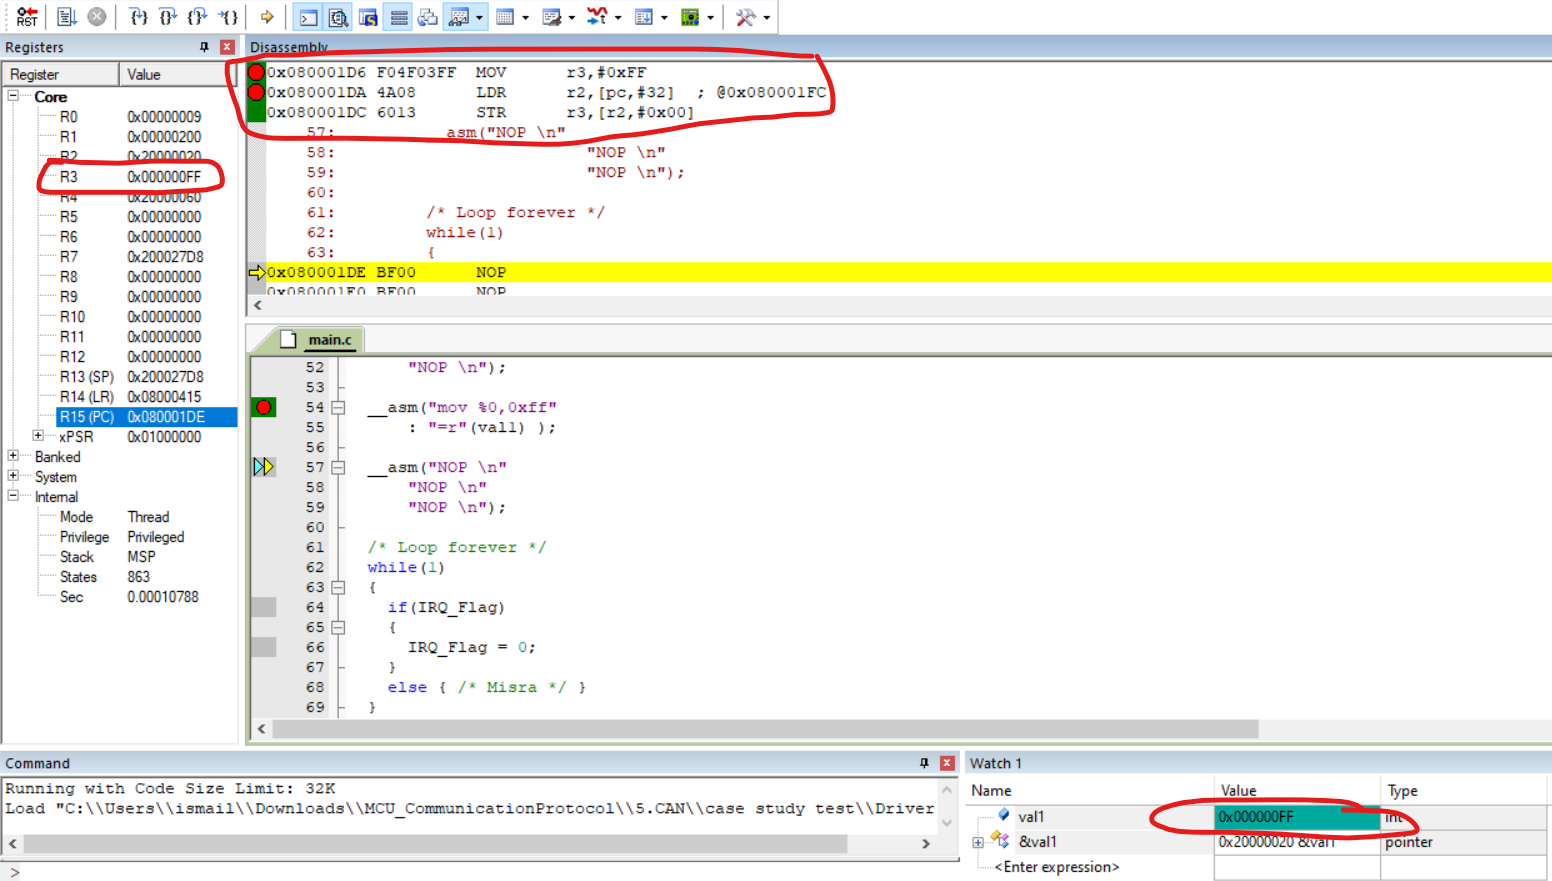 RST
Registers
Register Value
Core
R0 0x00000009
R1 0x00000200
R2 0x20000020
R3 0x000000FF
R4 0x20000060
R5 0x00000000
R6 0x00000000
R7 0x200027D8
R8 0x00000000
R9 0x00000000
R10 0x00000000
R11 0x00000000
R12 0x00000000
R13 (SP) 0x200027D8
R14 (LR) 0x08000415
R15 (PC) 0x080001DE
xPSR 0x01000000
Banked
System
Internal
Mode Thread
Privilege Privileged
Stack MSP
States 863
Sec 0.00010788
Disassembly
0x080001D6 F04F03FF MOV r3,#0xFF
0x080001DA 4A08 LDR r2,[pc,#32] ; @0x080001FC
0x080001DC 6013 STR r3,[r2,#0x00]
57: asm("NOP \n"
58: "NOP \n"
59: "NOP \n");
60:
61: /* Loop forever */
62: while(1)
63: {
0x080001DE BF00 NOP
0x080001E0 BF00 NOP
main.c
52 "NOP \n");
53
54 __asm("mov %0,0xff"
55 : "=r"(val1) );
56
57 __asm("NOP \n"
58 "NOP \n"
59 "NOP \n");
60
61 /* Loop forever */
62 while(1)
63 {
64 if(IRQ_Flag)
65 {
66 IRQ_Flag = 0;
67 }
68 else { /* Misra */ }
69 }
Command
Running with Code Size Limit: 32K
Load "C:\\Users\\ismail\\Downloads\\MCU_CommunicationProtocol\\5.CAN\\case study test\\Driver
>
Watch 1
Name Value Type
val1 0x000000FF int
&val1 0x20000020 &val1 pointer
<Enter expression>